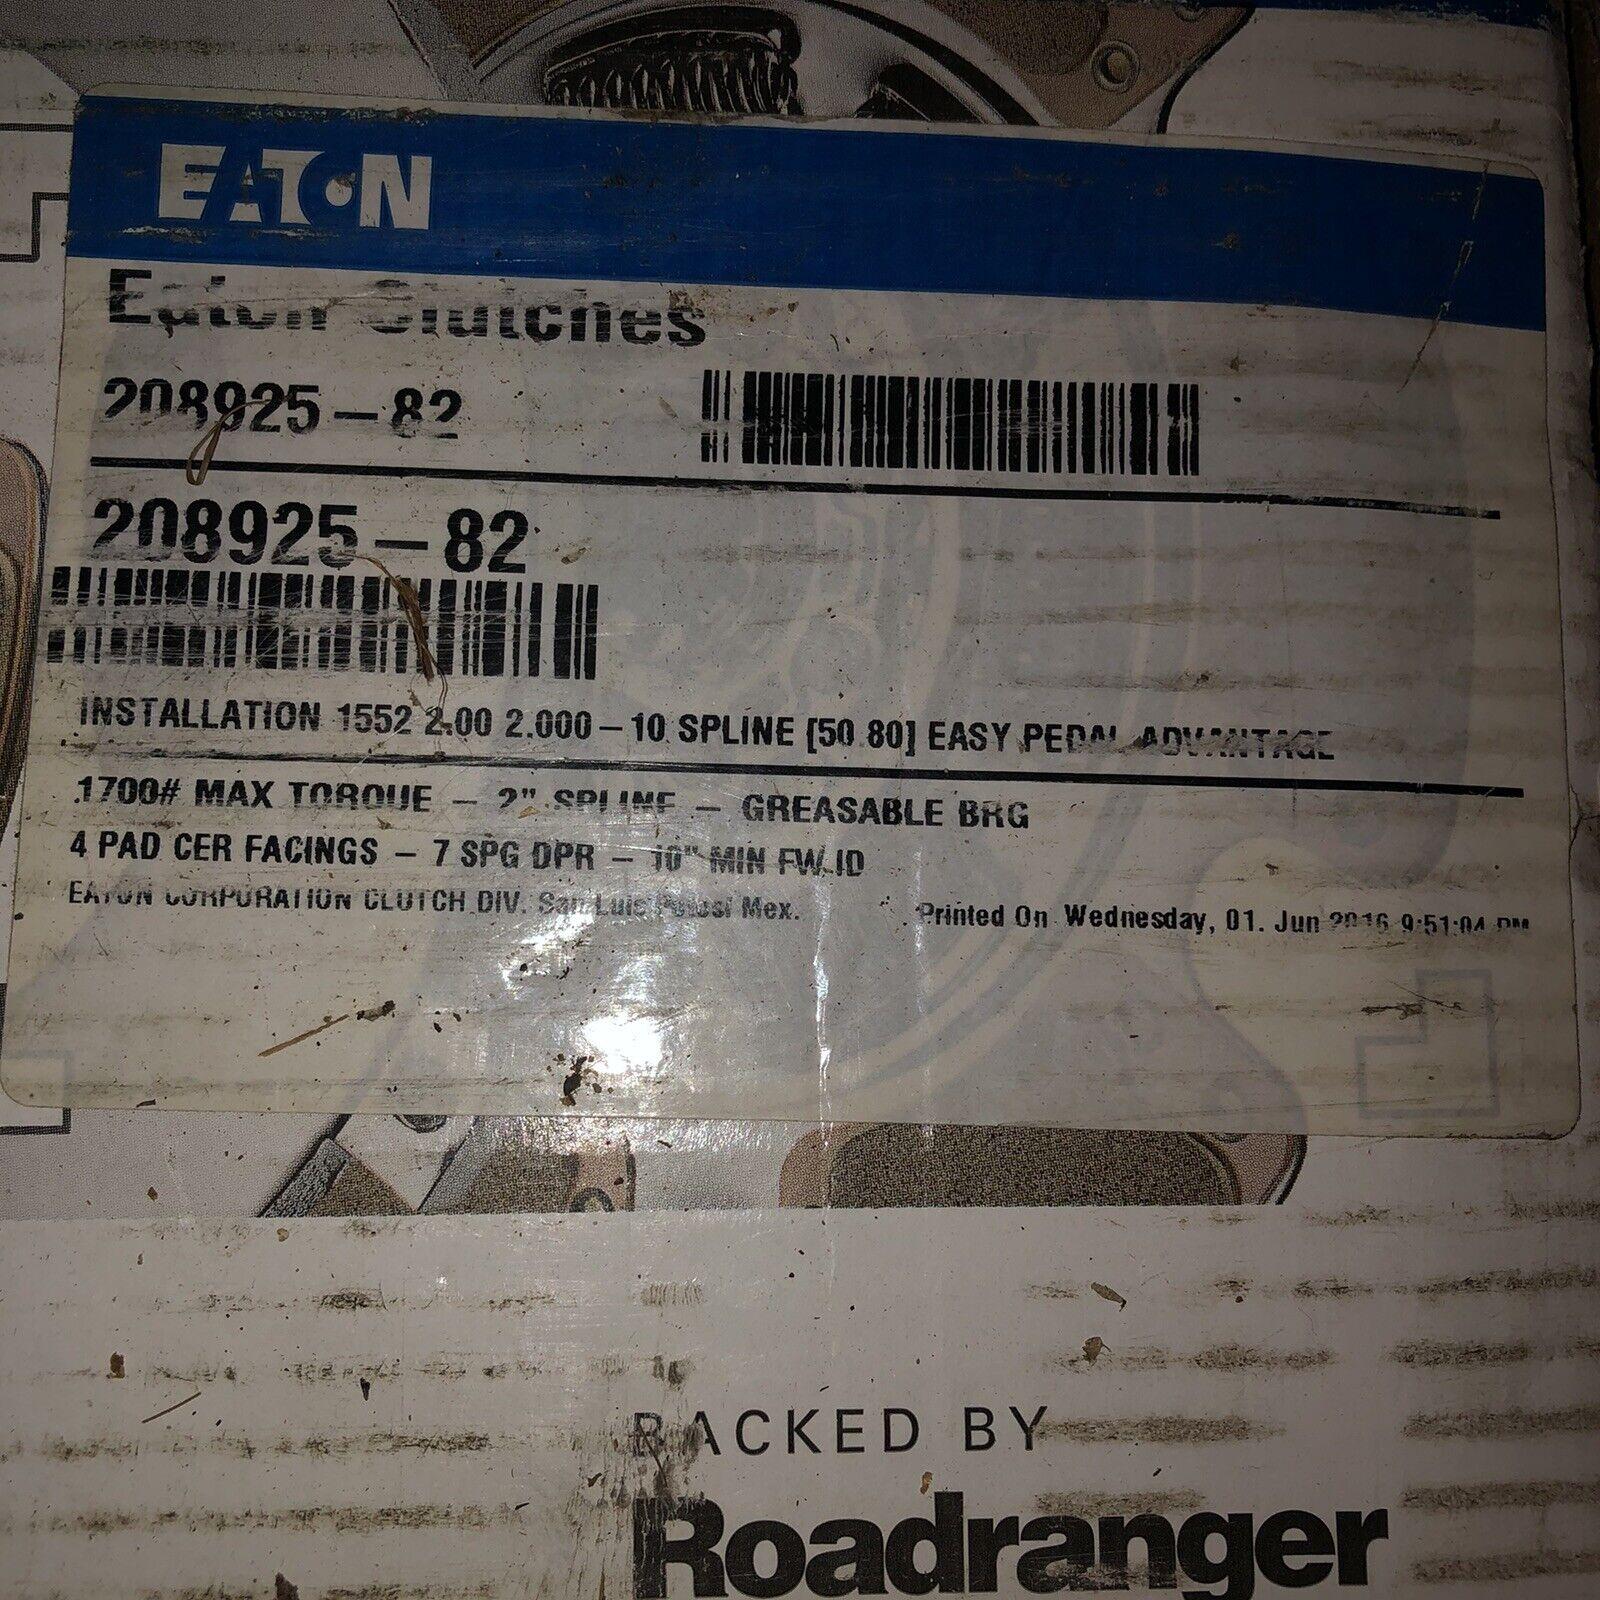 EATON
Eaton Clutches
208925-82
208925-82
INSTALLATION 1552 2.00 2.000-10 SPLINE [50 80] EASY PEDAL ADVANTAGE
1700# MAX TORQUE - 2" SPLINE - GREASABLE BRG
4 PAD CER FACINGS - 7 SPG DPR - 10" MIN FW ID
EATON CORPORATION CLUTCH DIV. San Luis Potosi Mex. Printed On Wednesday, 01. Jun 2016 9:51:04 PM
BACKED BY
Roadranger